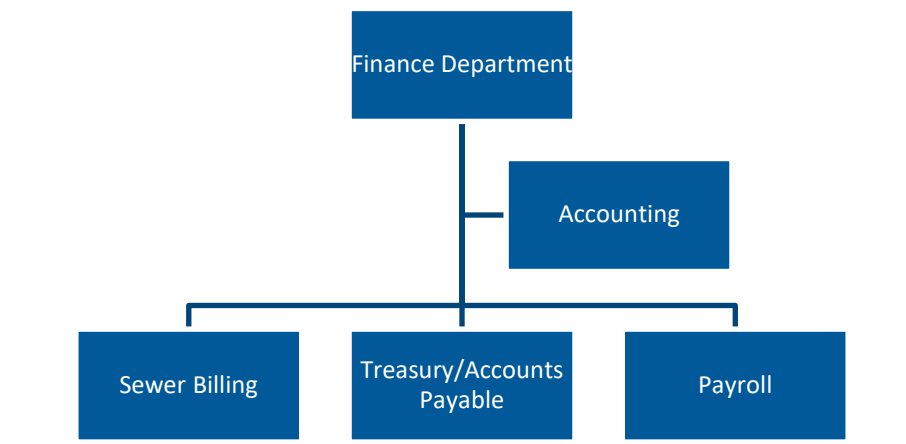 Finance Department
Accounting
Sewer Billing
Treasury/Accounts
Payable
Payroll